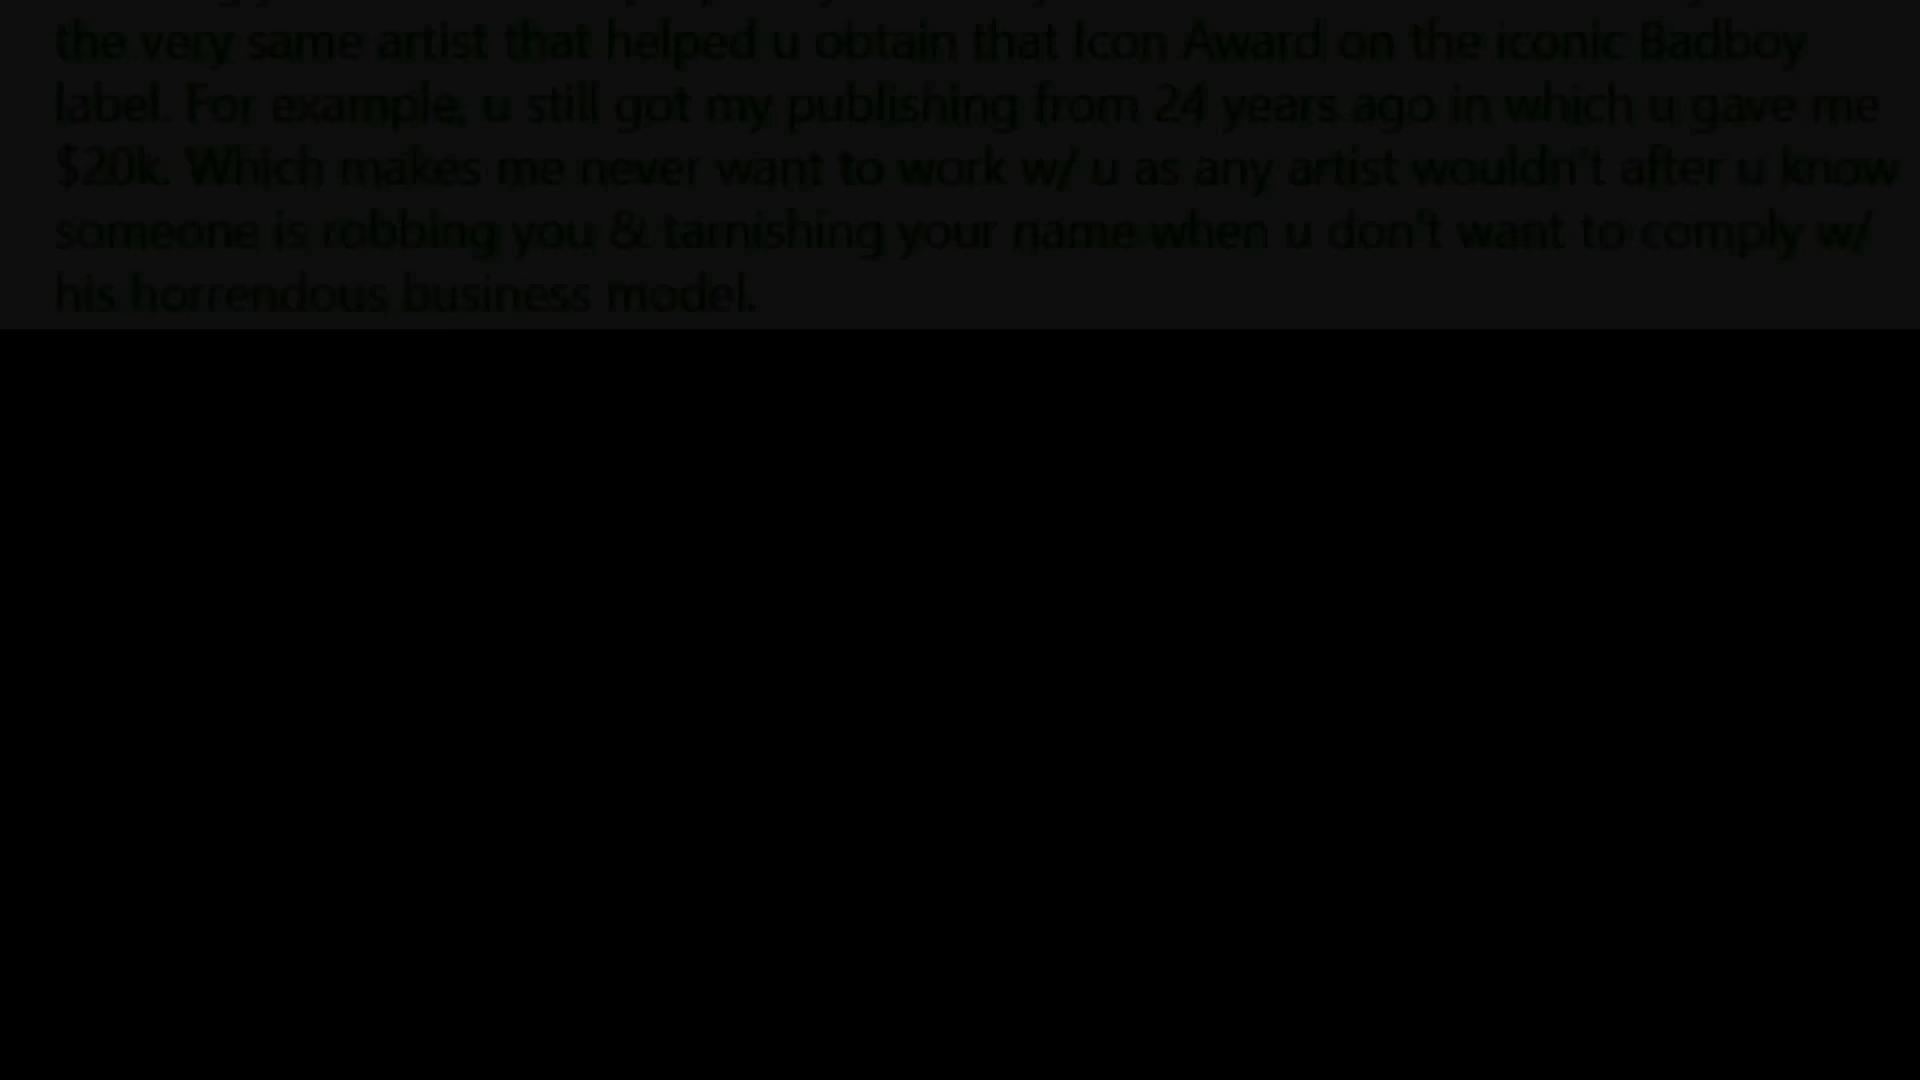 the very same artist that helped u obtain that Icon Award on the iconic Badboy
label. For example, u still got my publishing from 24 years ago in which u gave me
$20k. Which makes me never want to work w/ u as any artist wouldn't after u know
someone is robbing you & tarnishing your name when u don't want to comply w/
his horrendous business model.